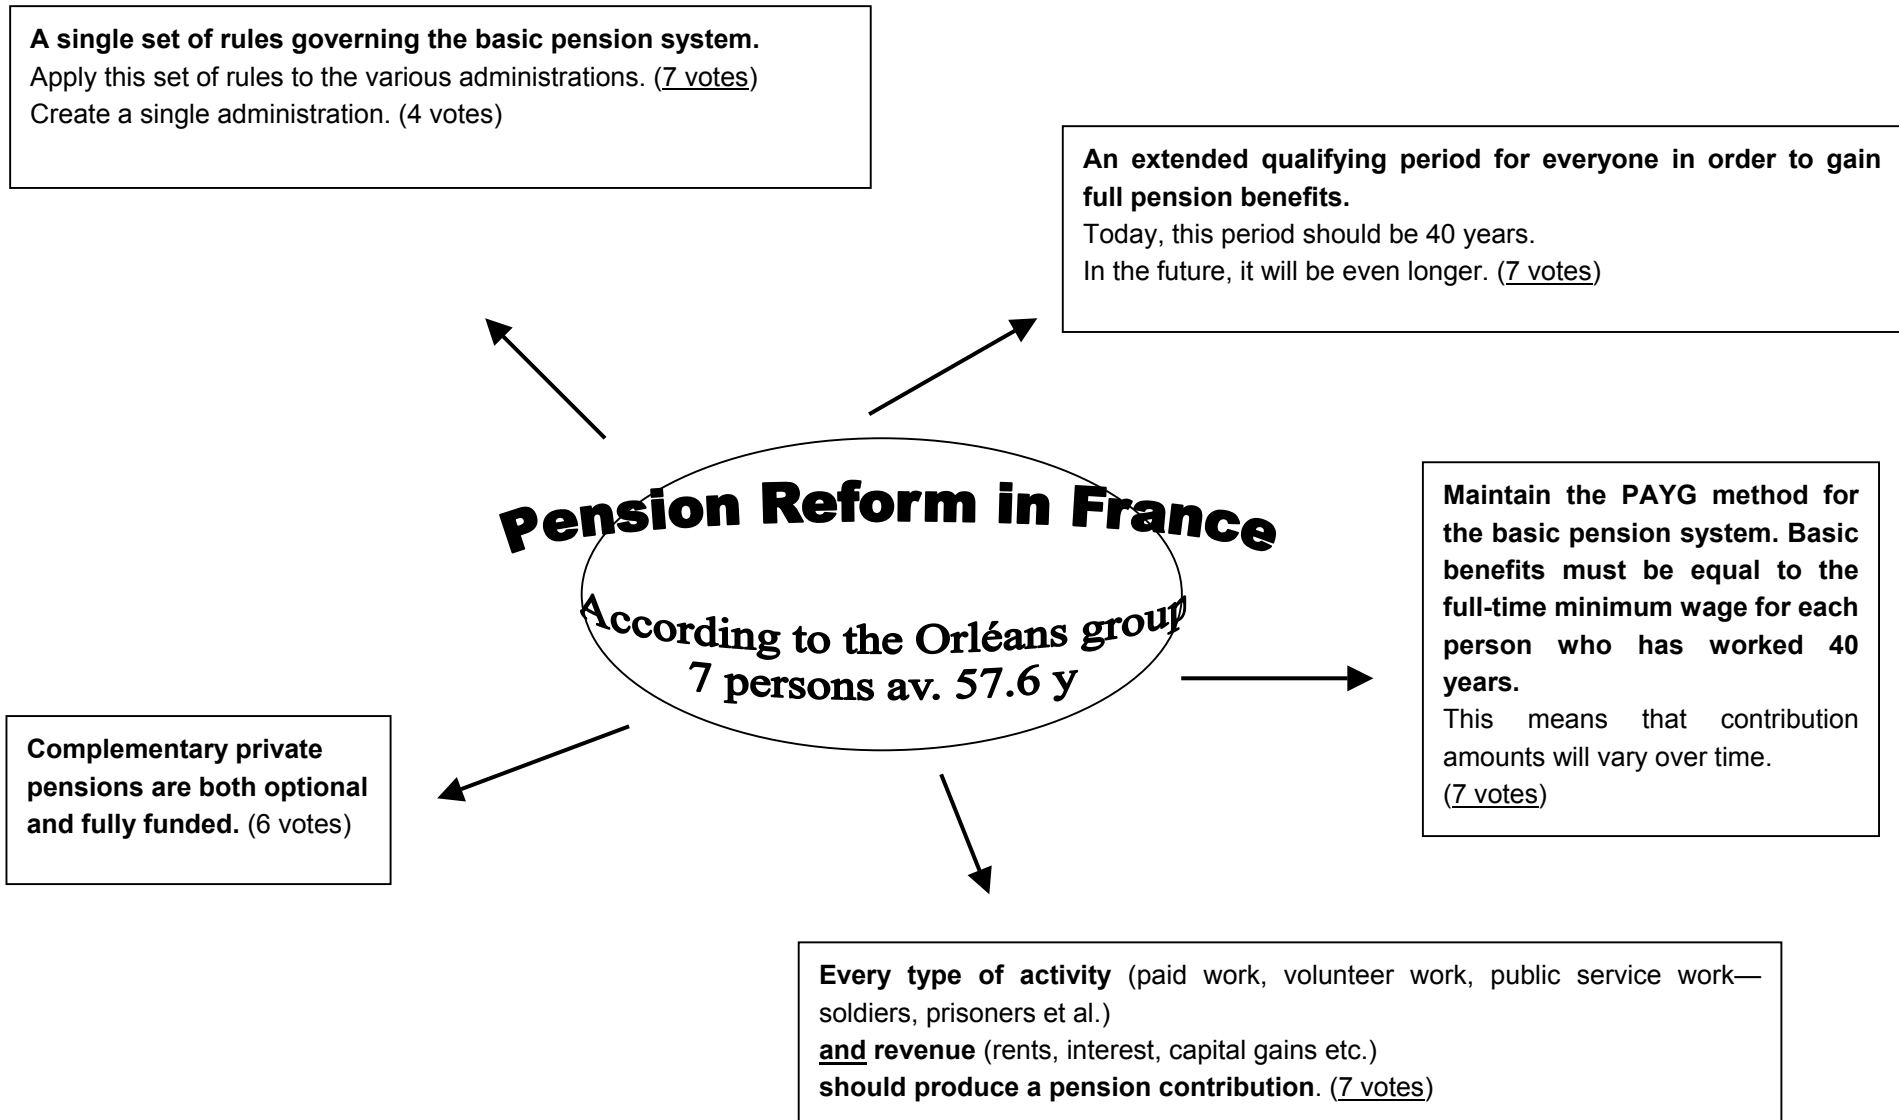 A single set of rules governing the basic pension system.
Apply this set of rules to the various administrations. (7 votes)
Create a single administration. (4 votes)
An extended qualifying period for everyone in order to gain
full pension benefits.
Today, this period should be 40 years.
In the future, it will be even longer. (7 votes)
Pension Reform in France
According to the Orléans group
7 persons av. 57.6 y
Maintain the PAYG method for
the basic pension system. Basic
benefits must be equal to the
full-time minimum wage for each
person who has worked 40
years.
This means that contribution
amounts will vary over time.
(7 votes)
Complementary private
pensions are both optional
and fully funded. (6 votes)
Every type of activity (paid work, volunteer work, public service work—
soldiers, prisoners et al.)
and revenue (rents, interest, capital gains etc.)
should produce a pension contribution. (7 votes)